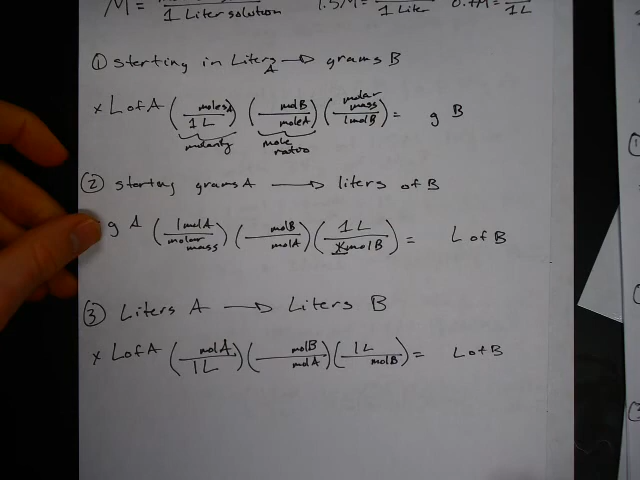 M = ――― / 1 Liter solution 1.5M = ――― / 1 Liter 0.4M = ――― / 1L
① starting in Liters A → grams B
x L of A (moles A / 1 L) (mol B / mol A) (molar mass / 1 mol B) = g B
molarity mole ratio
② starting grams A → liters of B
g A (1 mol A / molar mass) (mol B / mol A) (1 L / x mol B) = L of B
③ Liters A → Liters B
x L of A (mol A / 1 L) (mol B / mol A) (1 L / mol B) = L of B